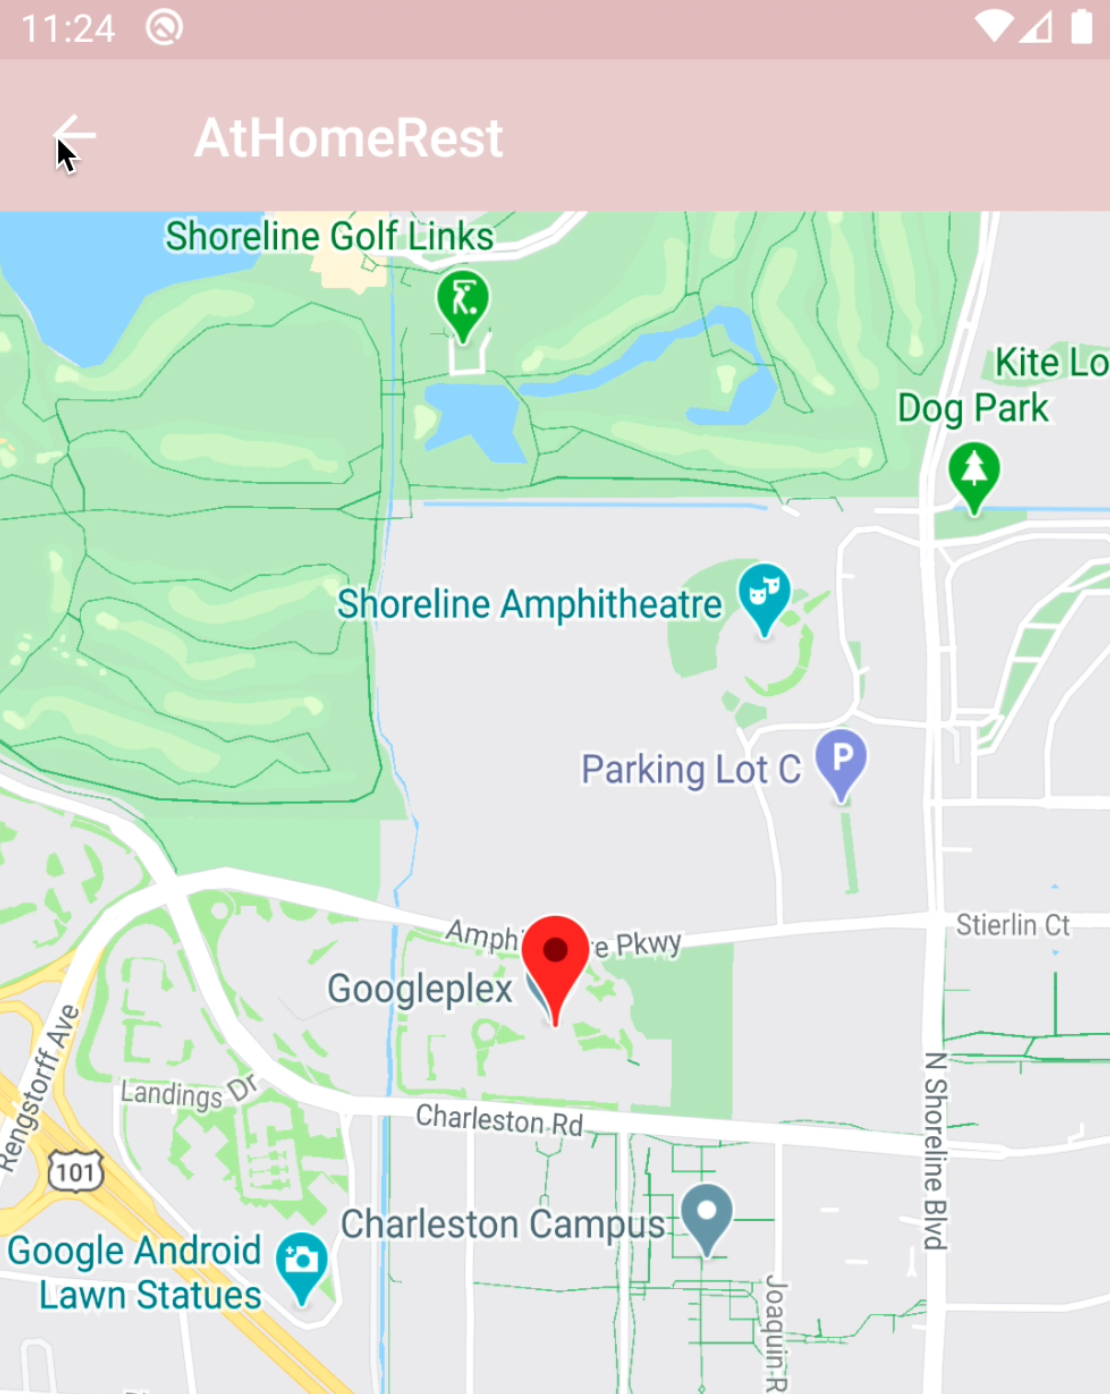 11:24
AtHomeRest
Shoreline Golf Links
Dog Park
Shoreline Amphitheatre
Parking Lot C
P
Pkwy
Stierlin Ct
Googleplex
Rengstorff Ave
Landings Dr
Charleston Rd
N Shoreline Blvd
101
Charleston Campus
Google Android
Lawn Statues
Joaquin R
Kite Lo